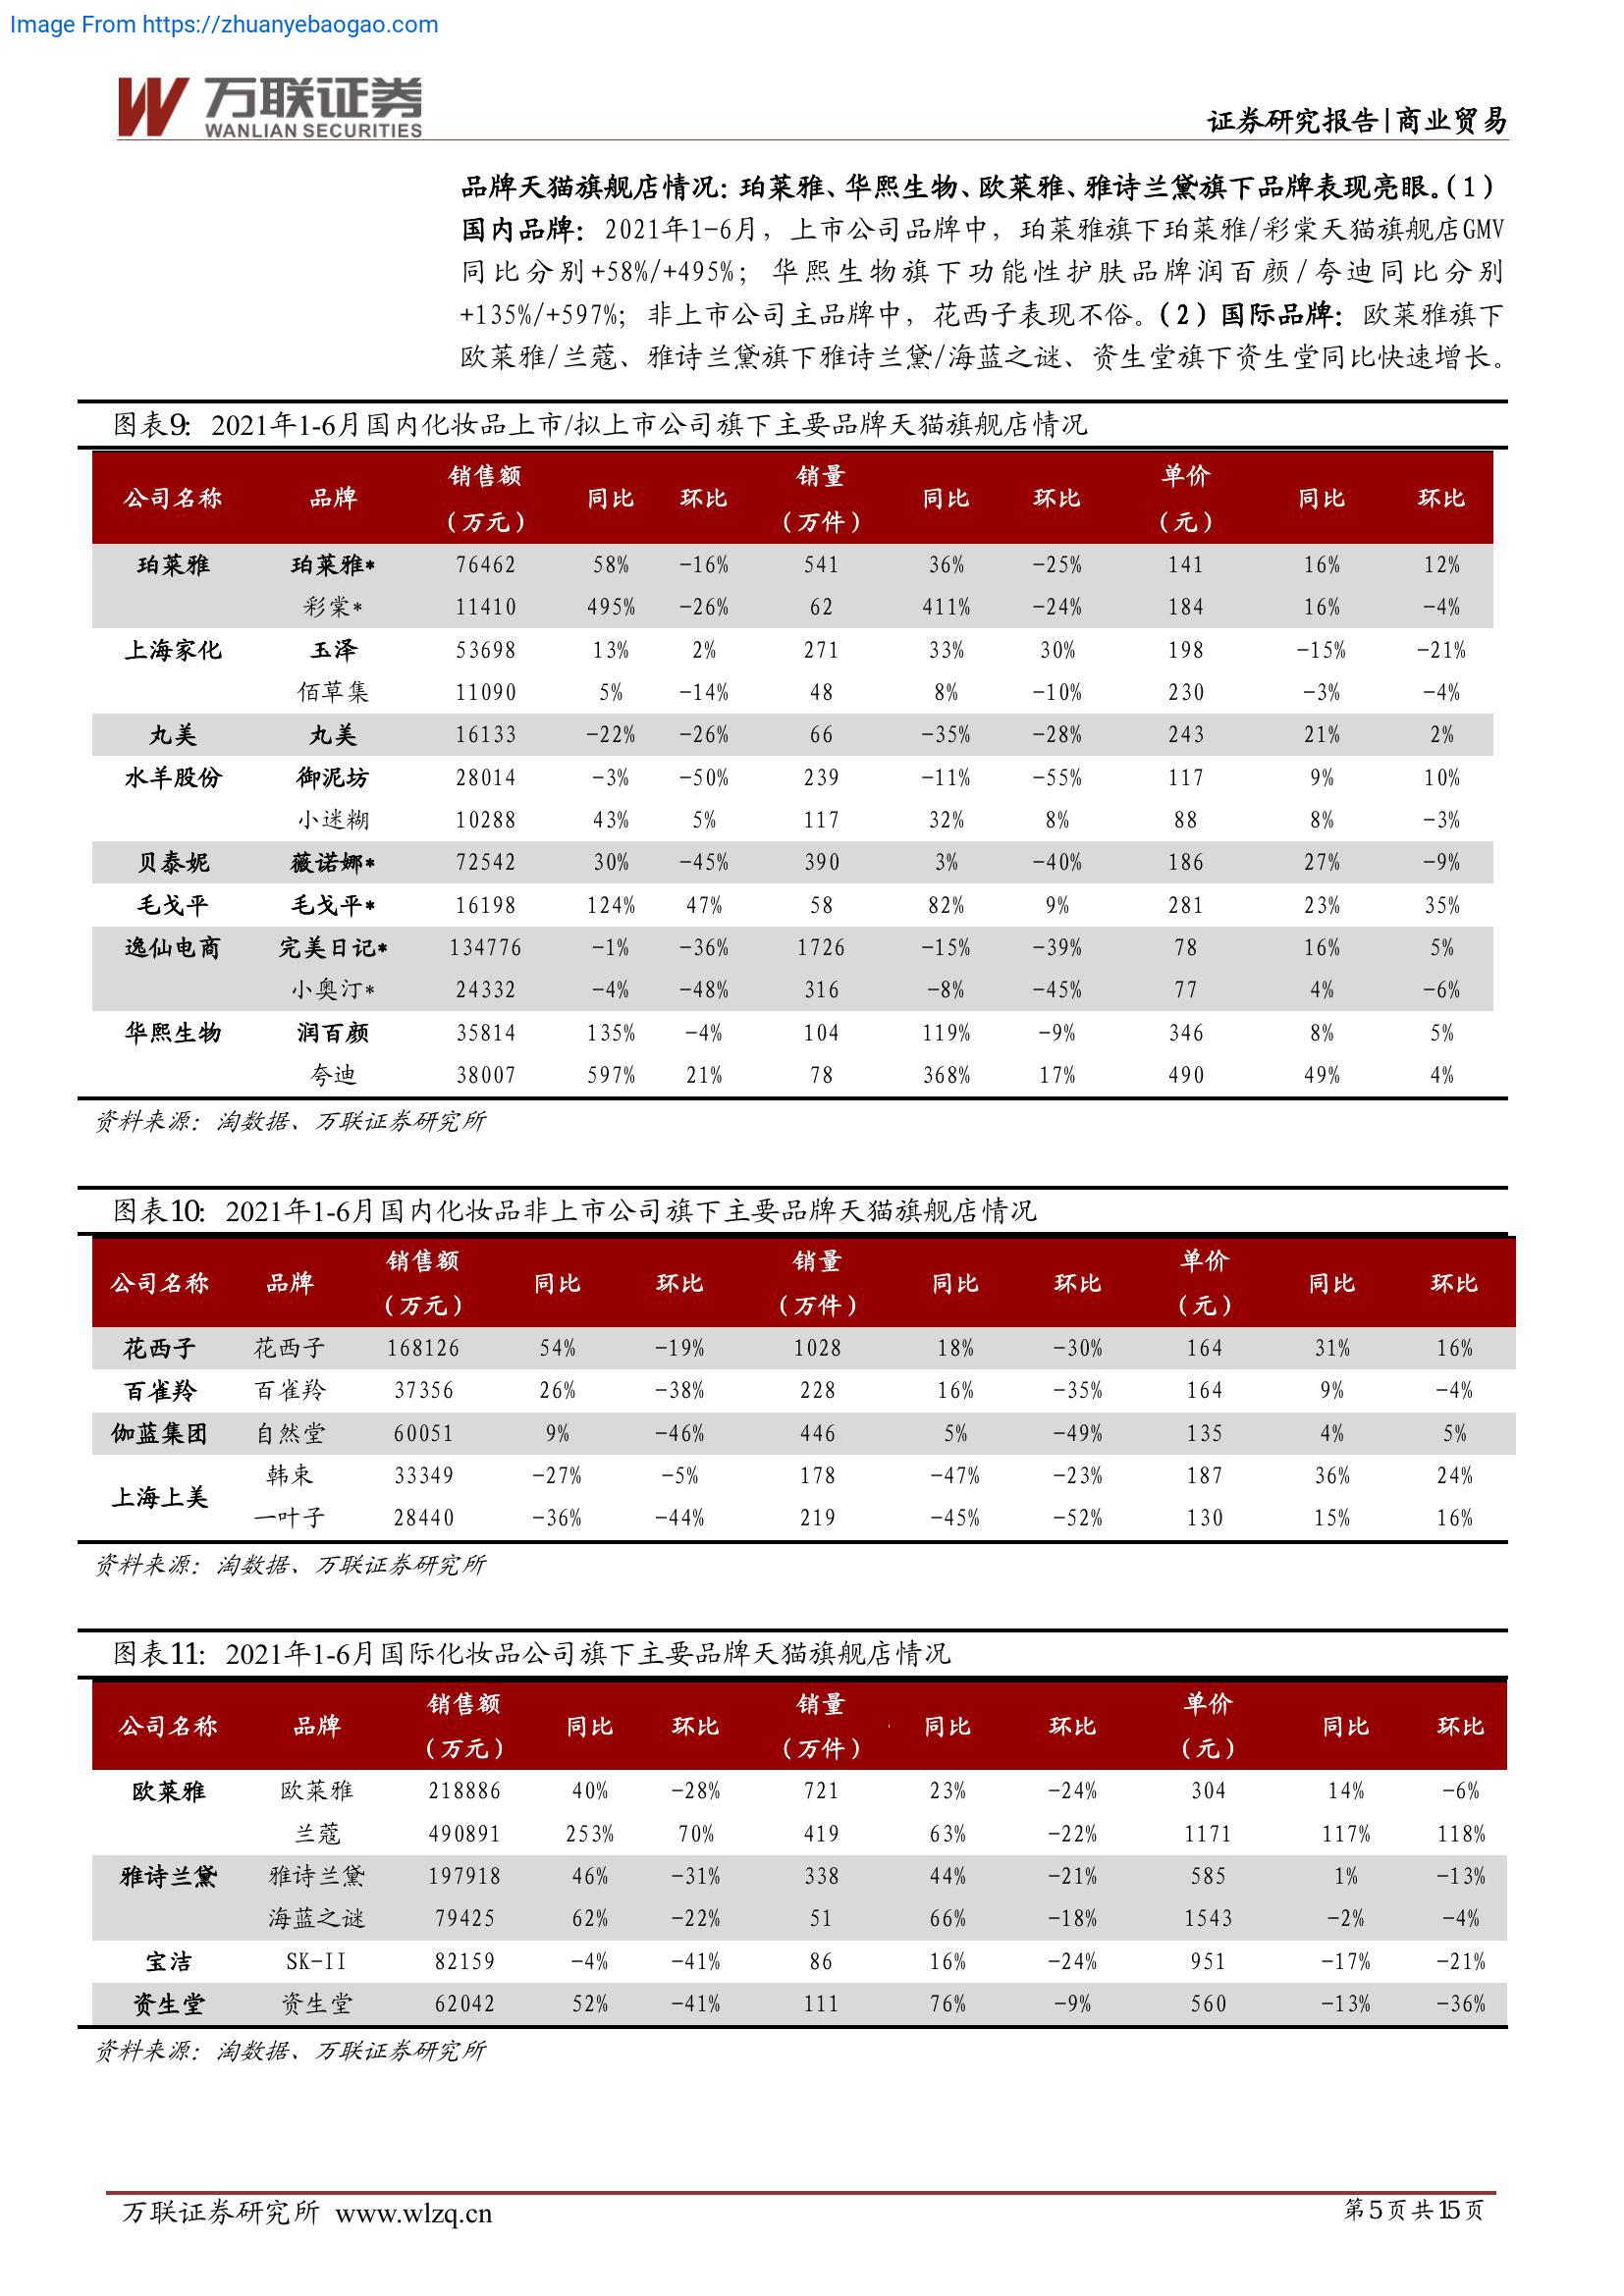 Image From https://zhuanyebaogao.com
万联证券
WANLIAN SECURITIES
证券研究报告|商业贸易
品牌天猫旗舰店情况：珀莱雅、华熙生物、欧莱雅、雅诗兰黛旗下品牌表现亮眼。（1）
国内品牌：2021年1-6月，上市公司品牌中，珀莱雅旗下珀莱雅/彩棠天猫旗舰店GMV
同比分别+58%/+495%；华熙生物旗下功能性护肤品牌润百颜/夸迪同比分别
+135%/+597%；非上市公司主品牌中，花西子表现不俗。（2）国际品牌：欧莱雅旗下
欧莱雅/兰蔻、雅诗兰黛旗下雅诗兰黛/海蓝之谜、资生堂旗下资生堂同比快速增长。
图表9：2021年1-6月国内化妆品上市/拟上市公司旗下主要品牌天猫旗舰店情况
公司名称 品牌 销售额（万元） 同比 环比 销量（万件） 同比 环比 单价（元） 同比 环比
珀莱雅 珀莱雅* 76462 58% -16% 541 36% -25% 141 16% 12%
彩棠* 11410 495% -26% 62 411% -24% 184 16% -4%
上海家化 玉泽 53698 13% 2% 271 33% 30% 198 -15% -21%
佰草集 11090 5% -14% 48 8% -10% 230 -3% -4%
丸美 丸美 16133 -22% -26% 66 -35% -28% 243 21% 2%
水羊股份 御泥坊 28014 -3% -50% 239 -11% -55% 117 9% 10%
小迷糊 10288 43% 5% 117 32% 8% 88 8% -3%
贝泰妮 薇诺娜* 72542 30% -45% 390 3% -40% 186 27% -9%
毛戈平 毛戈平* 16198 124% 47% 58 82% 9% 281 23% 35%
逸仙电商 完美日记* 134776 -1% -36% 1726 -15% -39% 78 16% 5%
小奥汀* 24332 -4% -48% 316 -8% -45% 77 4% -6%
华熙生物 润百颜 35814 135% -4% 104 119% -9% 346 8% 5%
夸迪 38007 597% 21% 78 368% 17% 490 49% 4%
资料来源：淘数据、万联证券研究所
图表10：2021年1-6月国内化妆品非上市公司旗下主要品牌天猫旗舰店情况
公司名称 品牌 销售额（万元） 同比 环比 销量（万件） 同比 环比 单价（元） 同比 环比
花西子 花西子 168126 54% -19% 1028 18% -30% 164 31% 16%
百雀羚 百雀羚 37356 26% -38% 228 16% -35% 164 9% -4%
伽蓝集团 自然堂 60051 9% -46% 446 5% -49% 135 4% 5%
上海上美 韩束 33349 -27% -5% 178 -47% -23% 187 36% 24%
一叶子 28440 -36% -44% 219 -45% -52% 130 15% 16%
资料来源：淘数据、万联证券研究所
图表11：2021年1-6月国际化妆品公司旗下主要品牌天猫旗舰店情况
公司名称 品牌 销售额（万元） 同比 环比 销量（万件） 同比 环比 单价（元） 同比 环比
欧莱雅 欧莱雅 218886 40% -28% 721 23% -24% 304 14% -6%
兰蔻 490891 253% 70% 419 63% -22% 1171 117% 118%
雅诗兰黛 雅诗兰黛 197918 46% -31% 338 44% -21% 585 1% -13%
海蓝之谜 79425 62% -22% 51 66% -18% 1543 -2% -4%
宝洁 SK-II 82159 -4% -41% 86 16% -24% 951 -17% -21%
资生堂 资生堂 62042 52% -41% 111 76% -9% 560 -13% -36%
资料来源：淘数据、万联证券研究所
万联证券研究所 www.wlzq.cn
第5页共15页